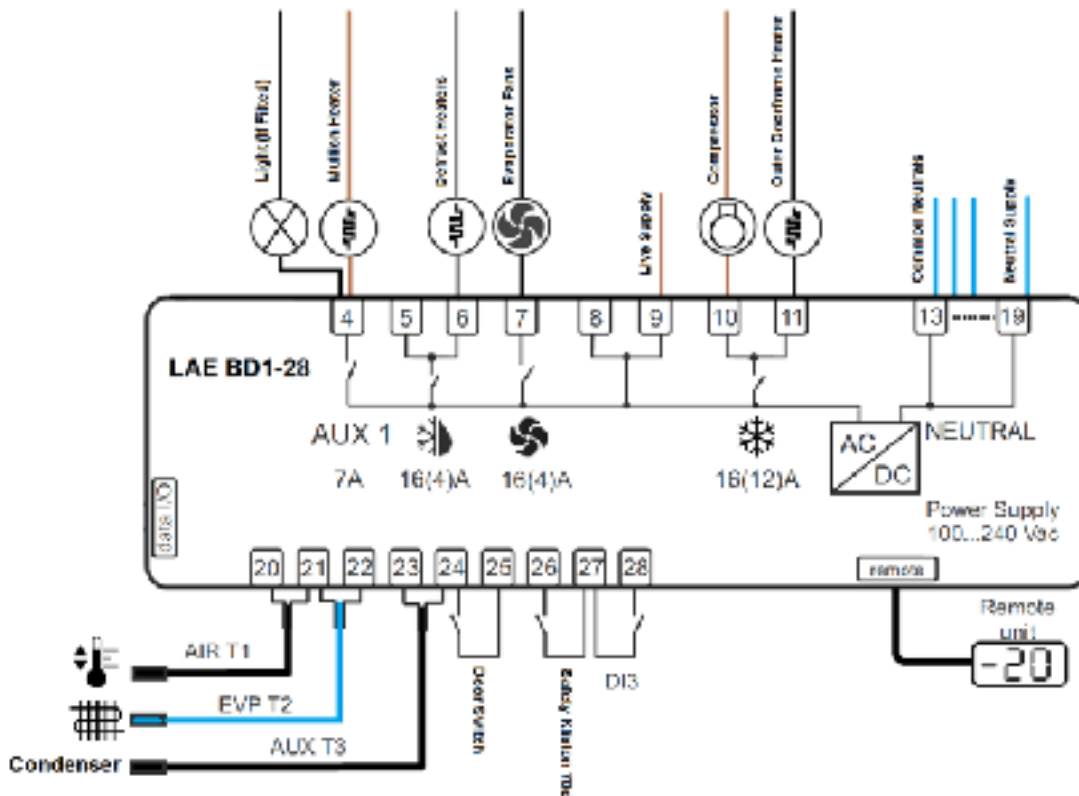 Light (If Fitted)
Mullion Heater
Defrost Heaters
Evaporator Fans
Live Supply
Compressor
Outer Doorframe Heater
Common Neutrals
Neutral Supply
4 5 6 7 8 9 10 11 13 19
LAE BD1-28
AUX 1
7A
16(4)A
16(4)A
16(12)A
AC
DC
NEUTRAL
Power Supply
100...240 Vac
data I/O
20 21 22 23 24 25 26 27 28
remote
Remote
unit
-20
AIR T1
EVP T2
AUX T3
Condenser
Door Switch
DI3